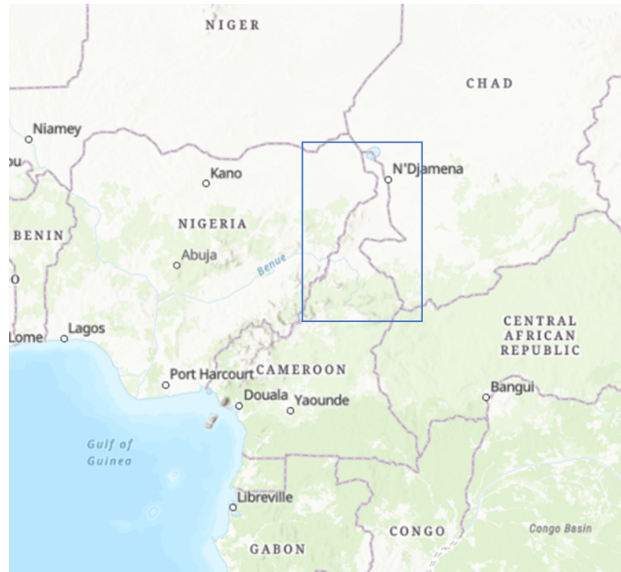 NIGER
CHAD
Niamey
ou
Kano
N'Djamena
NIGERIA
BENIN
Abuja
Benue
Lagos
Lome
CENTRAL
AFRICAN
REPUBLIC
Port Harcourt
CAMEROON
Douala
Yaounde
Bangui
Gulf of
Guinea
Libreville
CONGO
Congo Basin
GABON